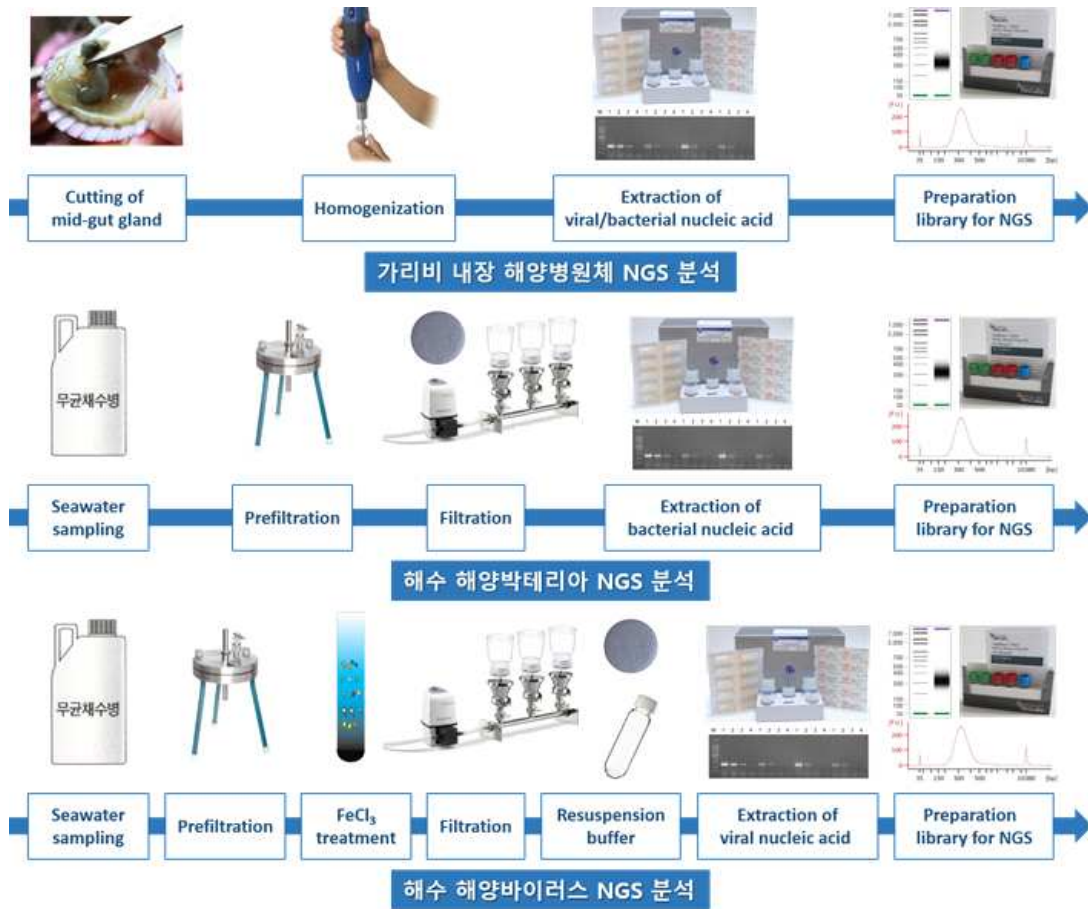 Cutting of
mid-gut gland
Homogenization
Extraction of
viral/bacterial nucleic acid
Preparation
library for NGS
가리비 내장 해양병원체 NGS 분석
무균채수병
Seawater
sampling
Prefiltration
Filtration
Extraction of
bacterial nucleic acid
Preparation
library for NGS
해수 해양박테리아 NGS 분석
무균채수병
Seawater
sampling
Prefiltration
FeCl₃
treatment
Filtration
Resuspension
buffer
Extraction of
viral nucleic acid
Preparation
library for NGS
해수 해양바이러스 NGS 분석